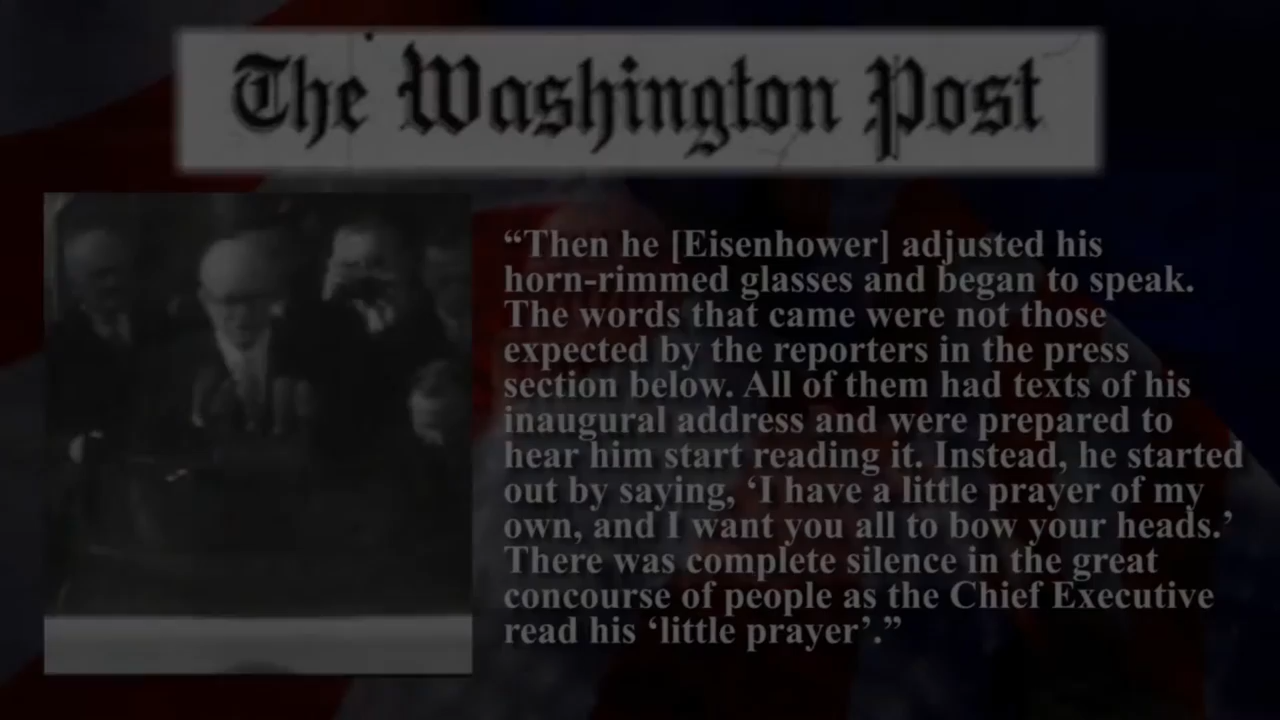 The Washington Post
“Then he [Eisenhower] adjusted his
horn-rimmed glasses and began to speak.
The words that came were not those
expected by the reporters in the press
section below. All of them had texts of his
inaugural address and were prepared to
hear him start reading it. Instead, he started
out by saying, ‘I have a little prayer of my
own, and I want you all to bow your heads.’
There was complete silence in the great
concourse of people as the Chief Executive
read his ‘little prayer’.”